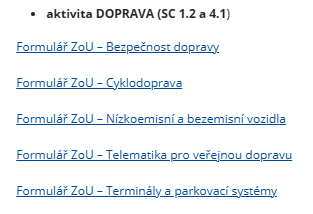 • aktivita DOPRAVA (SC 1.2 a 4.1)
Formulář ZoU – Bezpečnost dopravy
Formulář ZoU – Cyklodoprava
Formulář ZoU – Nízkoemisní a bezemisní vozidla
Formulář ZoU – Telematika pro veřejnou dopravu
Formulář ZoU – Terminály a parkovací systémy